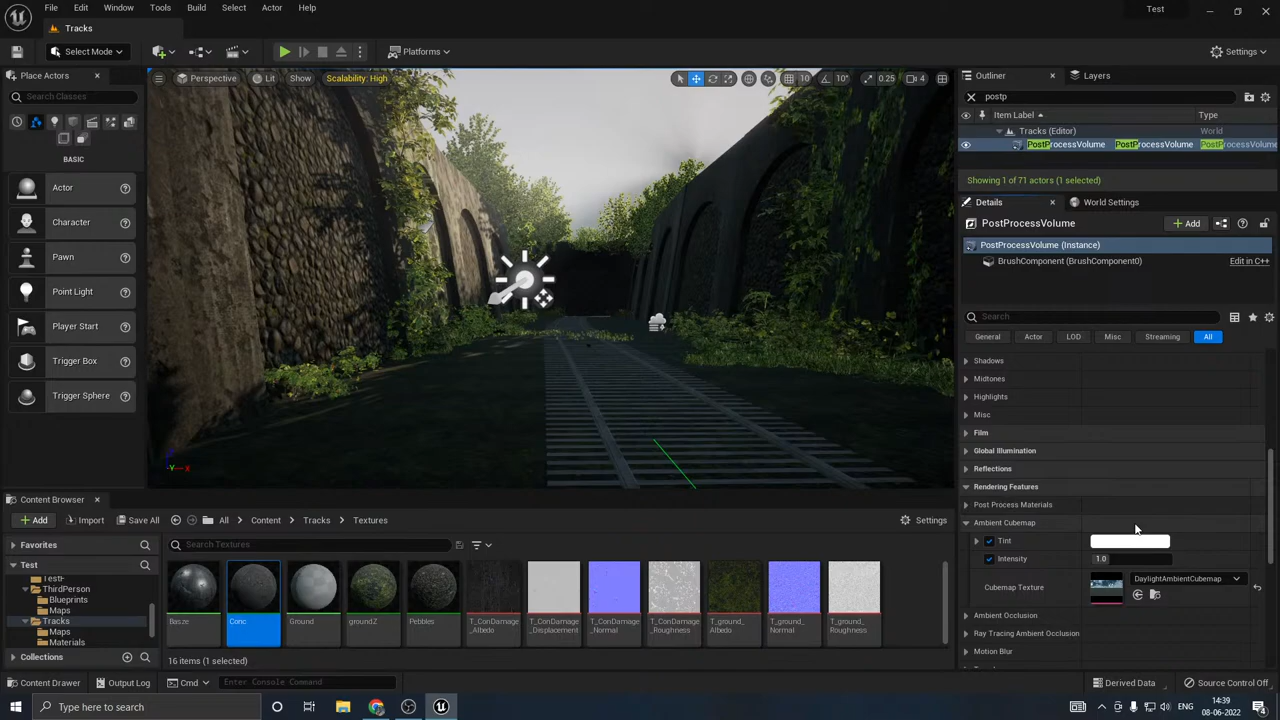 File Edit Window Tools Build Select Actor Help
Test
Tracks
Select Mode
Platforms
Settings
Place Actors
Search Classes
BASIC
Actor
Character
Pawn
Point Light
Player Start
Trigger Box
Trigger Sphere
Perspective Lit Show Scalability: High
10 10° 0.25 4
Outliner Layers
postp
Item Label Type
Tracks (Editor) World
PostProcessVolume PostProcessVolume PostProcessVolume
Showing 1 of 71 actors (1 selected)
Details World Settings
PostProcessVolume Add
PostProcessVolume (Instance)
BrushComponent (BrushComponent0) Edit in C++
Search
General Actor LOD Misc Streaming All
Shadows
Midtones
Highlights
Misc
Film
Global Illumination
Reflections
Rendering Features
Post Process Materials
Ambient Cubemap
Tint
Intensity 1.0
Cubemap Texture DaylightAmbientCubemap
Ambient Occlusion
Ray Tracing Ambient Occlusion
Motion Blur
Content Browser
Add Import Save All All Content Tracks Textures Settings
Favorites
Test
ThirdPerson
Blueprints
Maps
Tracks
Maps
Materials
Collections
Search Textures
Basze Conc Ground groundZ Pebbles T_ConDamage_Albedo T_ConDamage_Displacement T_ConDamage_Normal T_ConDamage_Roughness T_ground_Albedo T_ground_Normal T_ground_Roughness
16 items (1 selected)
Content Drawer Output Log Cmd Enter Console Command Derived Data Source Control Off
Type here to search
14:39
08-06-2022
4